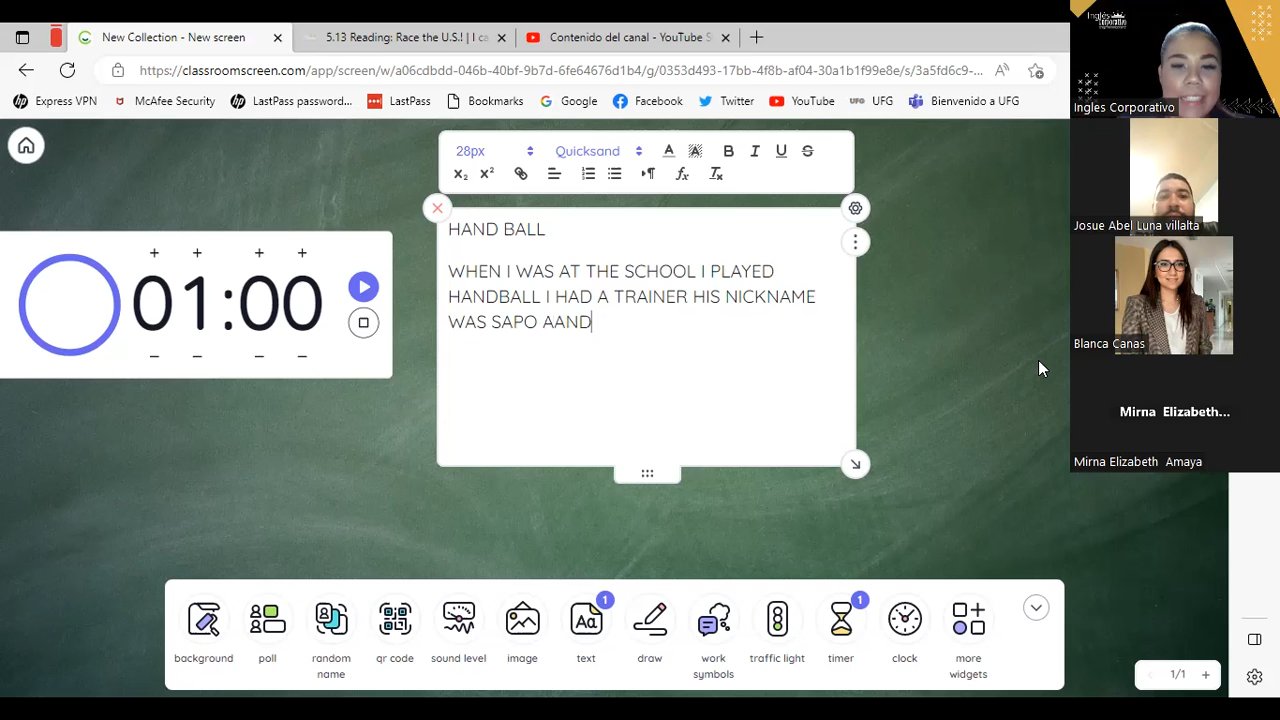 New Collection - New screen
5.13 Reading: Race the U.S.! | I ca
Contenido del canal - YouTube S
https://classroomscreen.com/app/screen/w/a06cbdbd-046b-40bf-9b7d-6fe64676d1b4/g/0353d493-17bb-4f8b-af04-30a1b1f99e8e/s/3a5fd6c9-...
Express VPN
McAfee Security
LastPass password...
LastPass
Bookmarks
Google
Facebook
Twitter
YouTube
UFG
Bienvenido a UFG
28px
Quicksand
HAND BALL
WHEN I WAS AT THE SCHOOL I PLAYED
HANDBALL I HAD A TRAINER HIS NICKNAME
WAS SAPO AAND
01:00
Inglés
Corporativo
Ingles Corporativo
Josue Abel Luna villalta
Blanca Canas
Mirna Elizabeth...
Mirna Elizabeth Amaya
background
poll
random
name
qr code
sound level
image
1
text
draw
work
symbols
traffic light
1
timer
clock
more
widgets
1/1